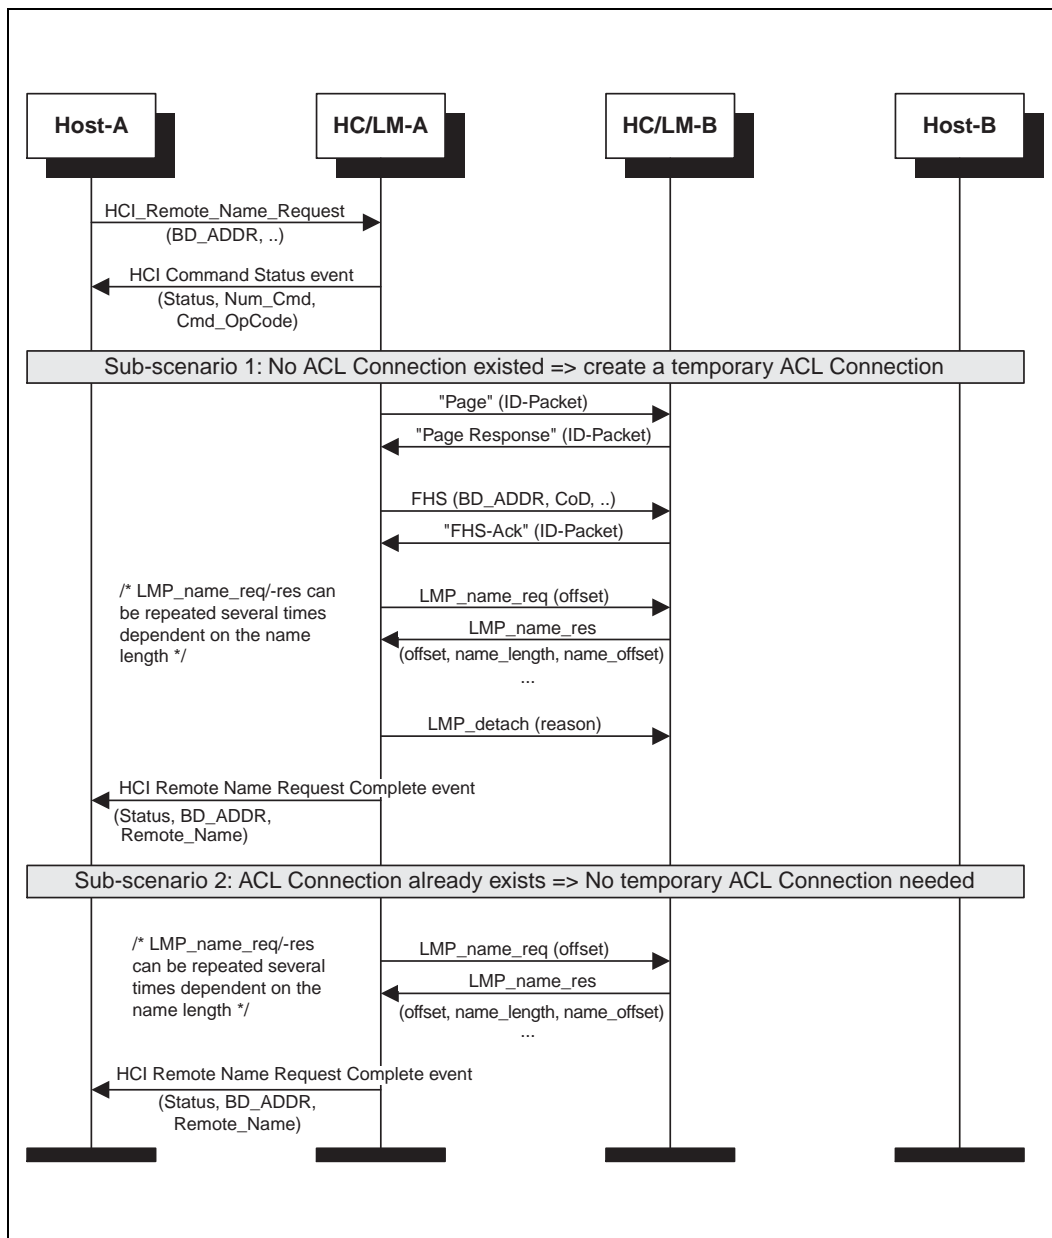 Host-A
HC/LM-A
HC/LM-B
Host-B
HCI_Remote_Name_Request
(BD_ADDR, ..)
HCI Command Status event
(Status, Num_Cmd,
Cmd_OpCode)
Sub-scenario 1: No ACL Connection existed => create a temporary ACL Connection
"Page" (ID-Packet)
"Page Response" (ID-Packet)
FHS (BD_ADDR, CoD, ..)
"FHS-Ack" (ID-Packet)
/* LMP_name_req/-res can
be repeated several times
dependent on the name
length */
LMP_name_req (offset)
LMP_name_res
(offset, name_length, name_offset)
...
LMP_detach (reason)
HCI Remote Name Request Complete event
(Status, BD_ADDR,
Remote_Name)
Sub-scenario 2: ACL Connection already exists => No temporary ACL Connection needed
/* LMP_name_req/-res
can be repeated several
times dependent on the
name length */
LMP_name_req (offset)
LMP_name_res
(offset, name_length, name_offset)
...
HCI Remote Name Request Complete event
(Status, BD_ADDR,
Remote_Name)